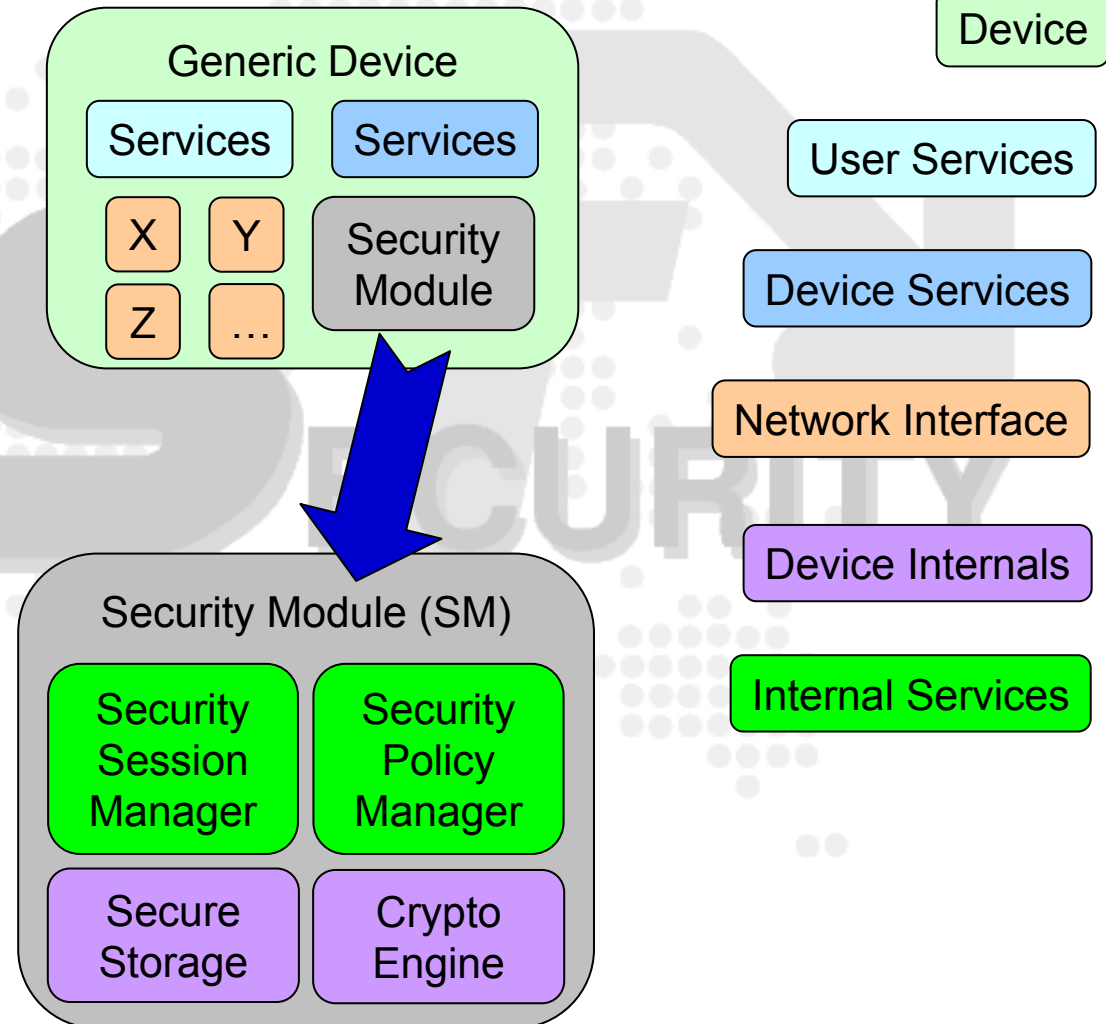 Generic Device
Services
Services
X
Y
Z
…
Security
Module
Security Module (SM)
Security
Session
Manager
Security
Policy
Manager
Secure
Storage
Crypto
Engine
Device
User Services
Device Services
Network Interface
Device Internals
Internal Services
SECURITY